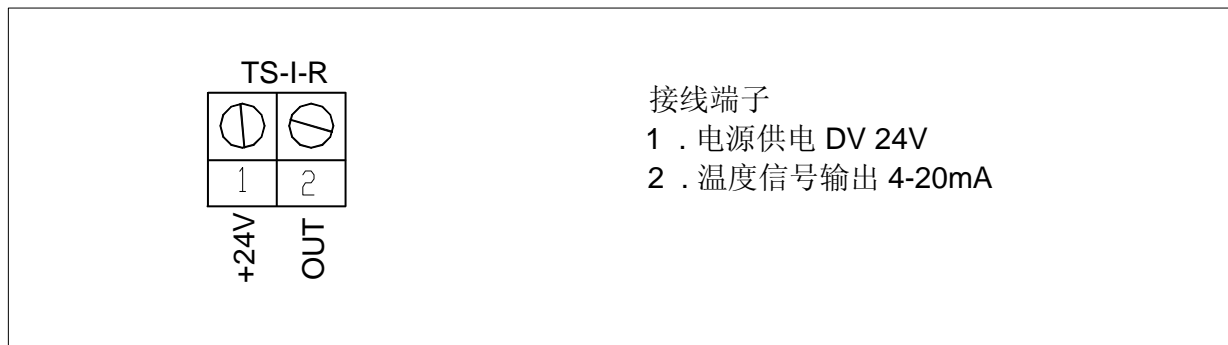 TS-I-R
1 2
+24V OUT
接线端子
1 . 电源供电 DV 24V
2 . 温度信号输出 4-20mA